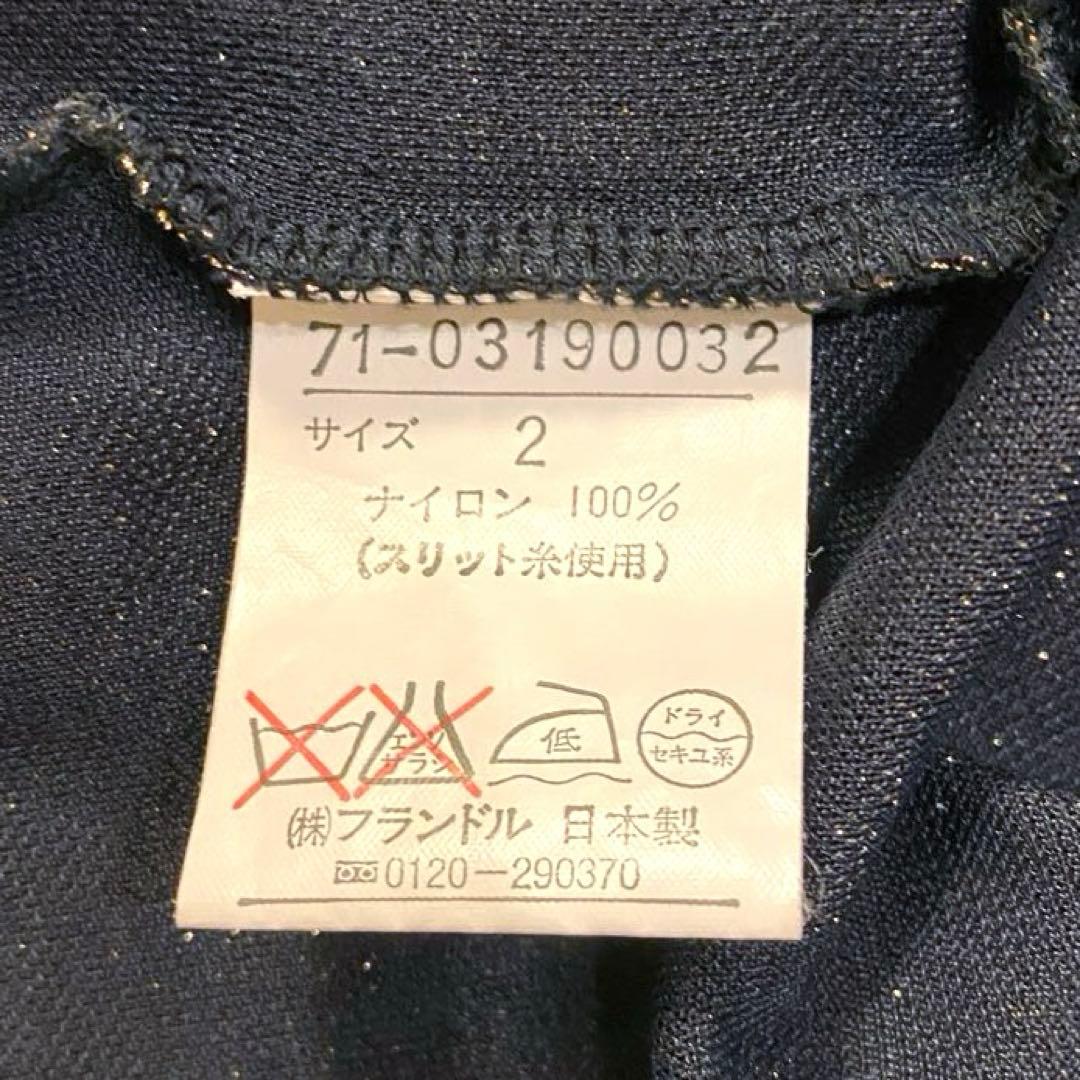 71-03190032
サイズ 2
ナイロン 100%
(スリット糸使用)
エンソ
サラシ
低
ドライ
セキユ系
(株)フランドル 日本製
0120-290370